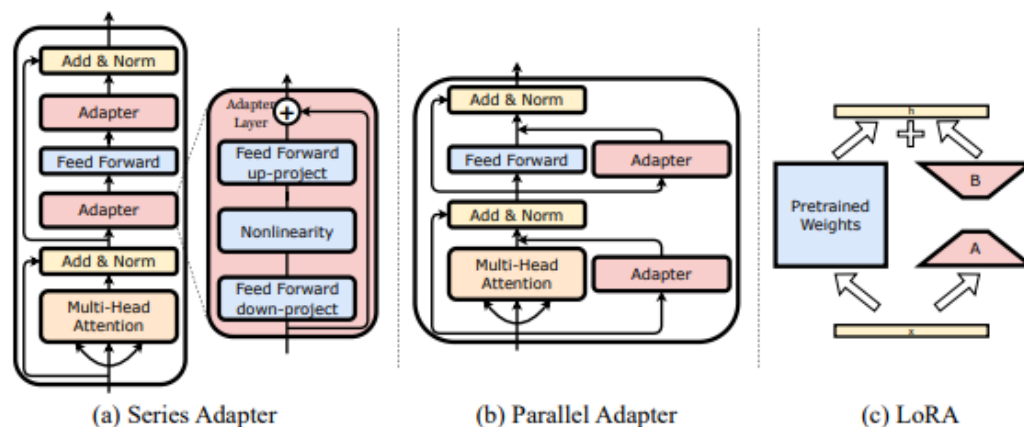 Add & Norm
Adapter
Feed Forward
Adapter
Add & Norm
Multi-Head
Attention
Adapter
Layer
+
Feed Forward
up-project
Nonlinearity
Feed Forward
down-project
(a) Series Adapter
Add & Norm
Feed Forward
Adapter
Add & Norm
Multi-Head
Attention
Adapter
(b) Parallel Adapter
h
Pretrained
Weights
B
A
x
(c) LoRA